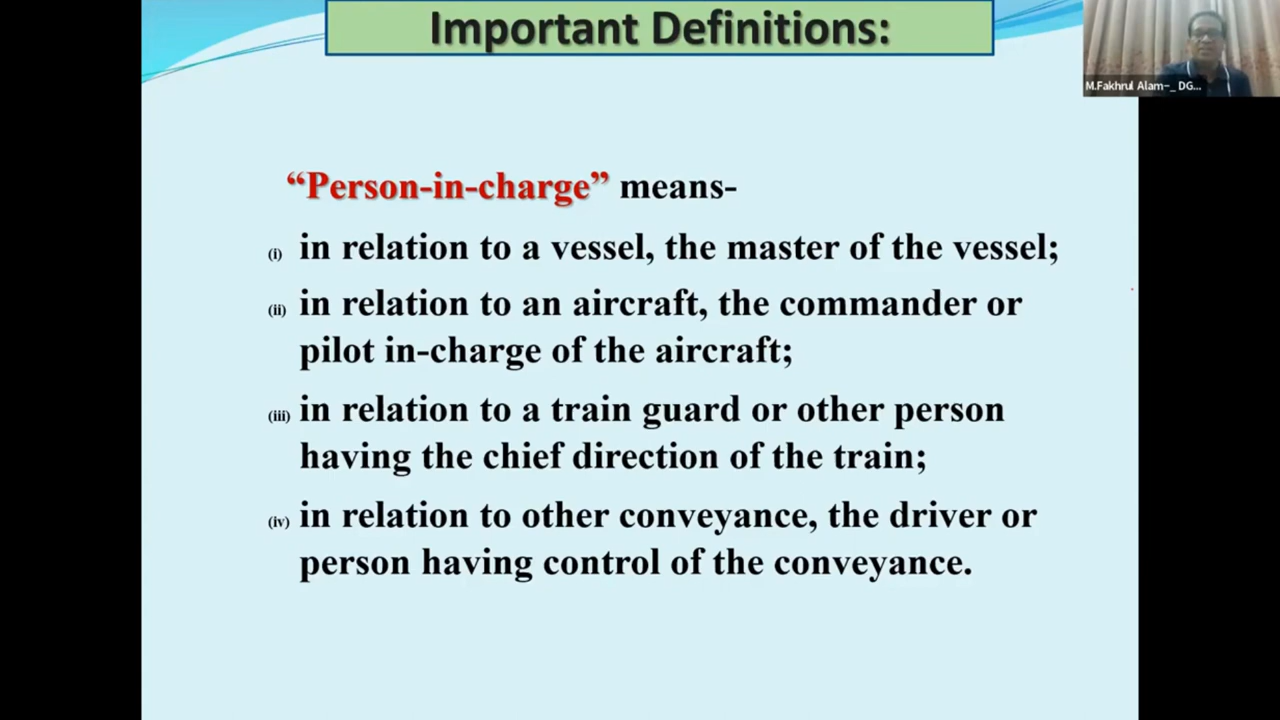 Important Definitions:
M.Fakhrul Alam-_ DG...
“Person-in-charge” means-
(i) in relation to a vessel, the master of the vessel;
(ii) in relation to an aircraft, the commander or
pilot in-charge of the aircraft;
(iii) in relation to a train guard or other person
having the chief direction of the train;
(iv) in relation to other conveyance, the driver or
person having control of the conveyance.